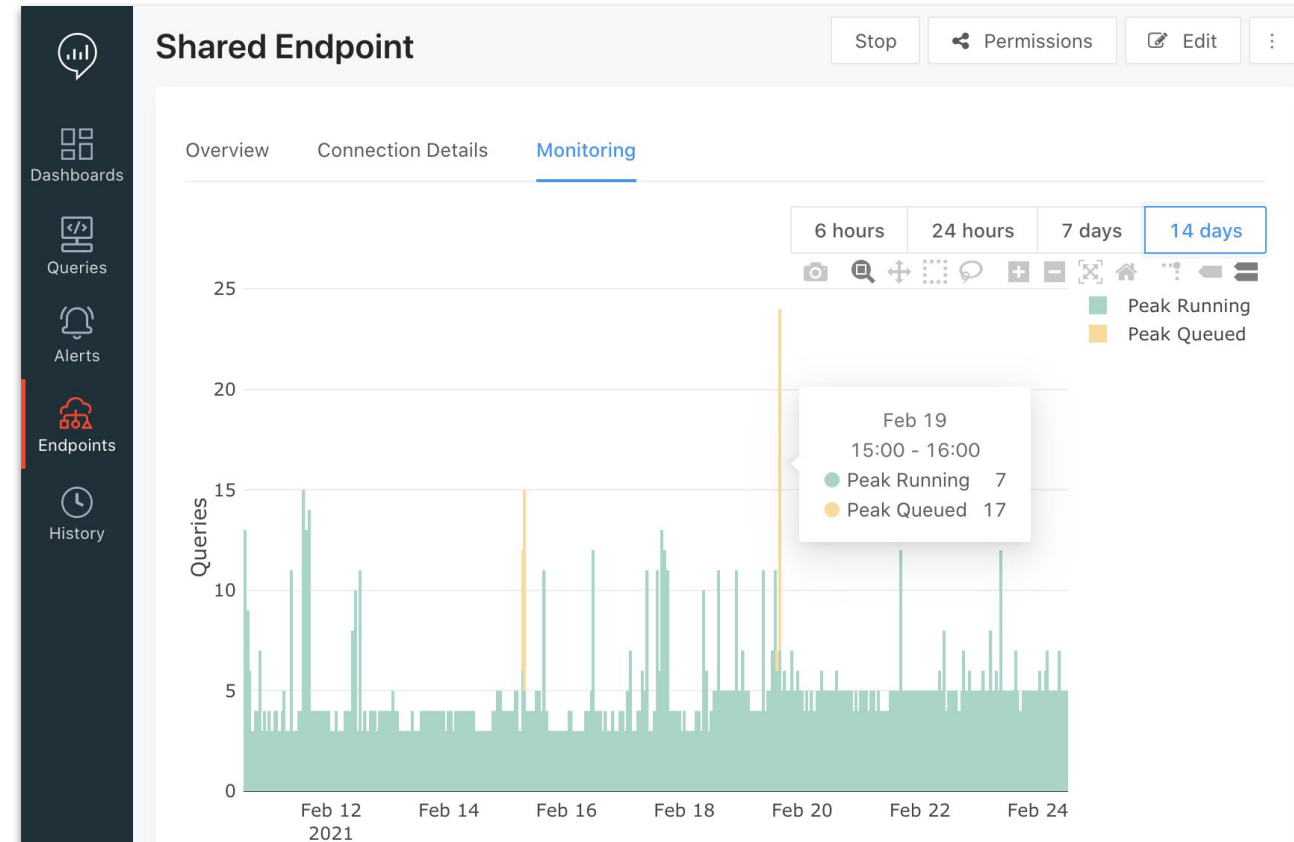 Shared Endpoint
Stop
Permissions
Edit
Dashboards
Queries
Alerts
Endpoints
History
Overview
Connection Details
Monitoring
6 hours
24 hours
7 days
14 days
Peak Running
Peak Queued
25
20
15
10
5
0
Queries
Feb 19
15:00 - 16:00
Peak Running 7
Peak Queued 17
Feb 12
2021
Feb 14
Feb 16
Feb 18
Feb 20
Feb 22
Feb 24